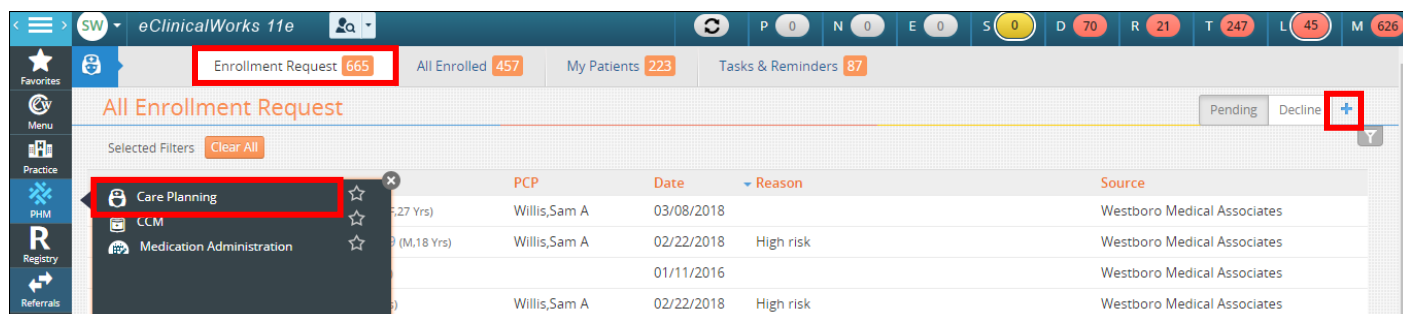 SW eClinicalWorks 11e P 0 N 0 E 0 S 0 D 70 R 21 T 247 L 45 M 626
Favorites
Enrollment Request 665 All Enrolled 457 My Patients 223 Tasks & Reminders 87
Menu
All Enrollment Request Pending Decline +
Practice
Selected Filters Clear All
PHM
Care Planning
CCM
Medication Administration
R
Registry
Referrals
PCP Date Reason Source
F,27 Yrs) Willis,Sam A 03/08/2018 Westboro Medical Associates
9 (M,18 Yrs) Willis,Sam A 02/22/2018 High risk Westboro Medical Associates
01/11/2016 Westboro Medical Associates
Willis,Sam A 02/22/2018 High risk Westboro Medical Associates